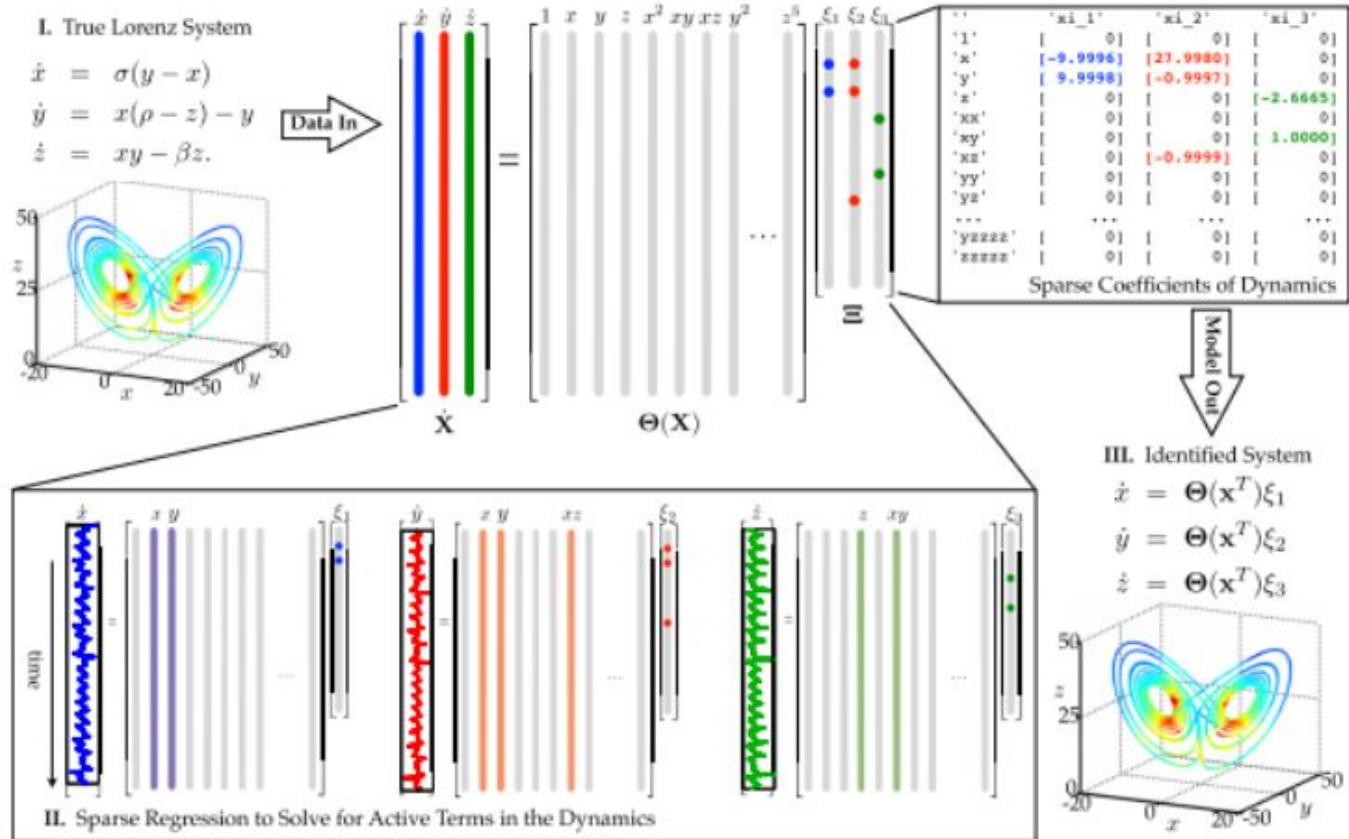 I. True Lorenz System
ẋ = σ(y − x)
ẏ = x(ρ − z) − y
ż = xy − βz.
Data In
50
25
0
z
-20
0
20
x
-50
0
50
y
ẋ ẏ ż
=
1 x y z x² xy xz y² z⁵
ξ₁ ξ₂ ξ₃
...
Ẋ
Θ(X)
Ξ
'' 'xi_1' 'xi_2' 'xi_3'
'1' [ 0] [ 0] [ 0]
'x' [-9.9996] [27.9980] [ 0]
'y' [ 9.9998] [-0.9997] [ 0]
'z' [ 0] [ 0] [-2.6665]
'xx' [ 0] [ 0] [ 0]
'xy' [ 0] [ 0] [ 1.0000]
'xz' [ 0] [-0.9999] [ 0]
'yy' [ 0] [ 0] [ 0]
'yz' [ 0] [ 0] [ 0]
... ... ... ...
'yzzzz' [ 0] [ 0] [ 0]
'zzzzz' [ 0] [ 0] [ 0]
Sparse Coefficients of Dynamics
Model Out
time
ẋ = x y ... ξ₁
ẏ = x y xz ... ξ₂
ż = z xy ... ξ₃
II. Sparse Regression to Solve for Active Terms in the Dynamics
III. Identified System
ẋ = Θ(xᵀ)ξ₁
ẏ = Θ(xᵀ)ξ₂
ż = Θ(xᵀ)ξ₃
50
25
0
z
-20
0
20
x
-50
0
50
y